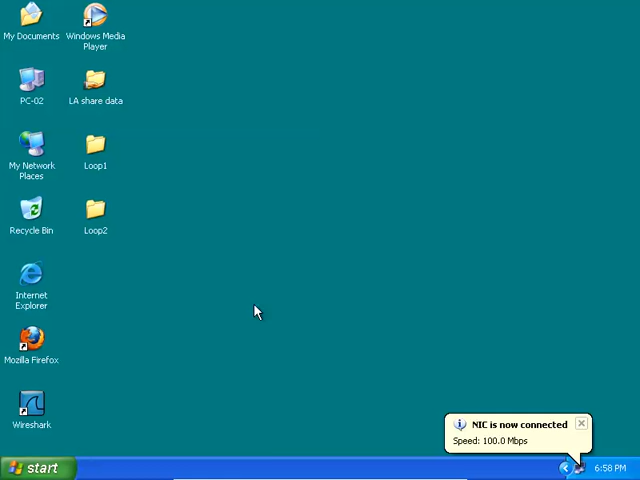 My Documents
Windows Media
Player
PC-02
LA share data
My Network
Places
Loop1
Recycle Bin
Loop2
Internet
Explorer
Mozilla Firefox
Wireshark
NIC is now connected
Speed: 100.0 Mbps
start
6:58 PM